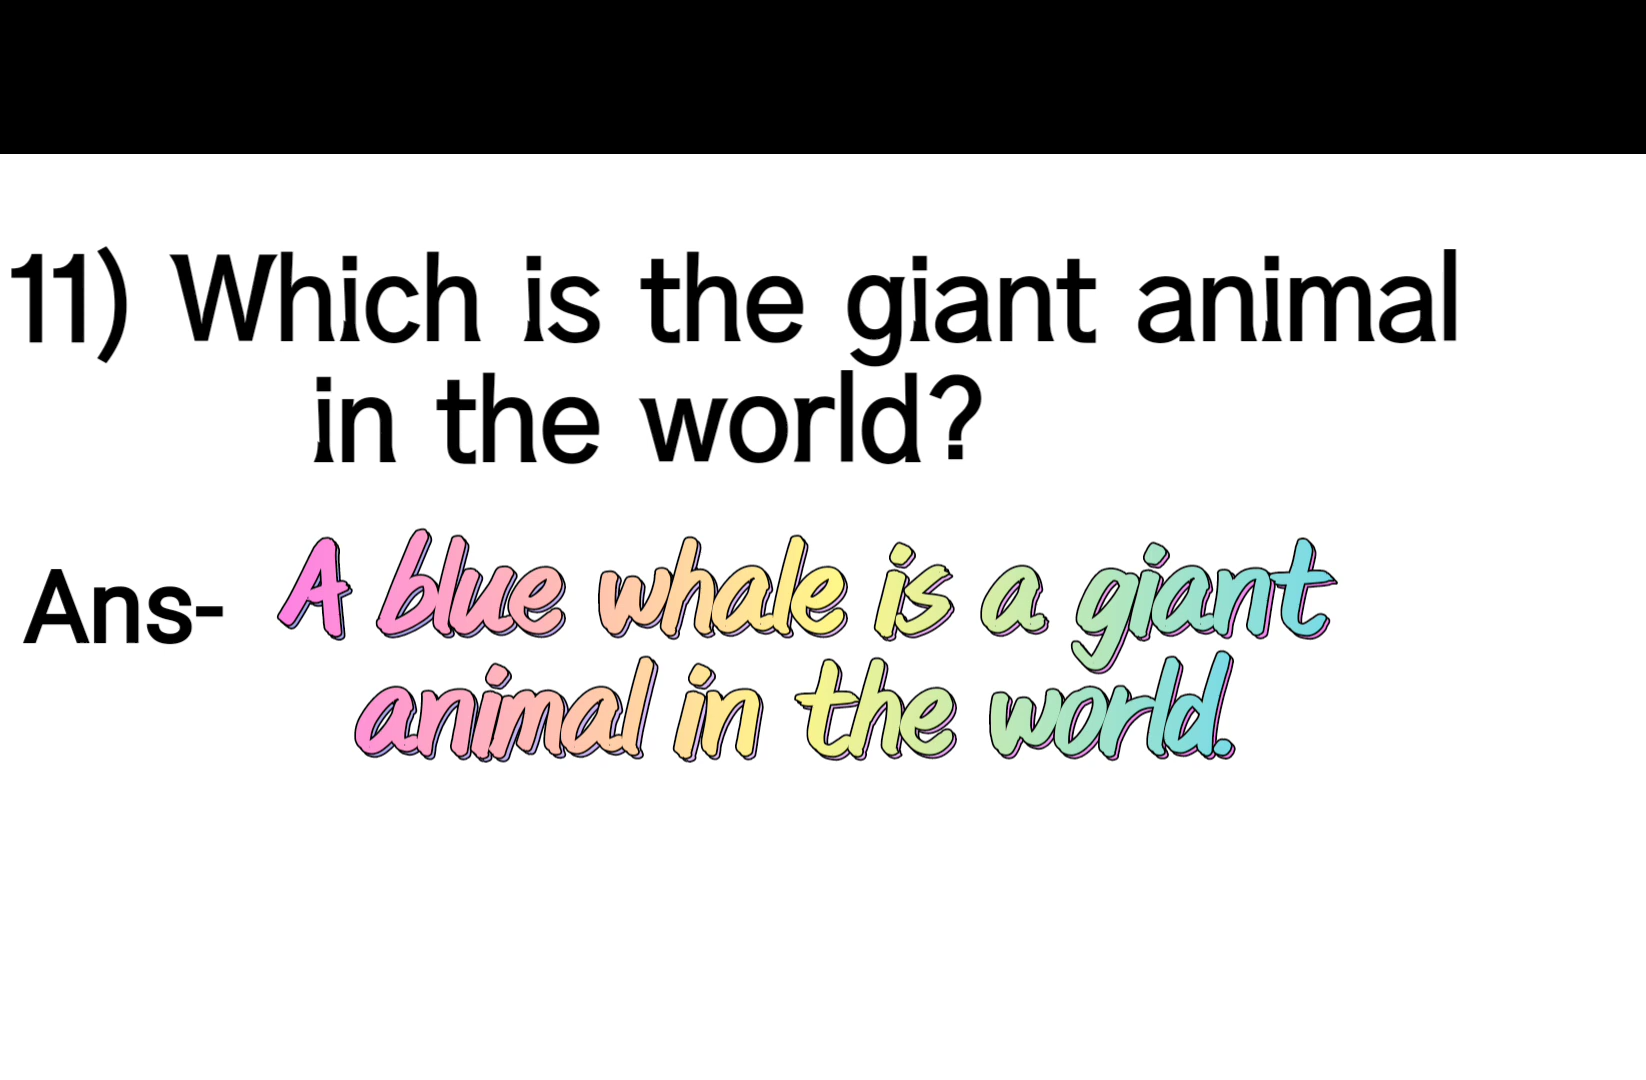 11) Which is the giant animal
in the world?
Ans- A blue whale is a giant
animal in the world.